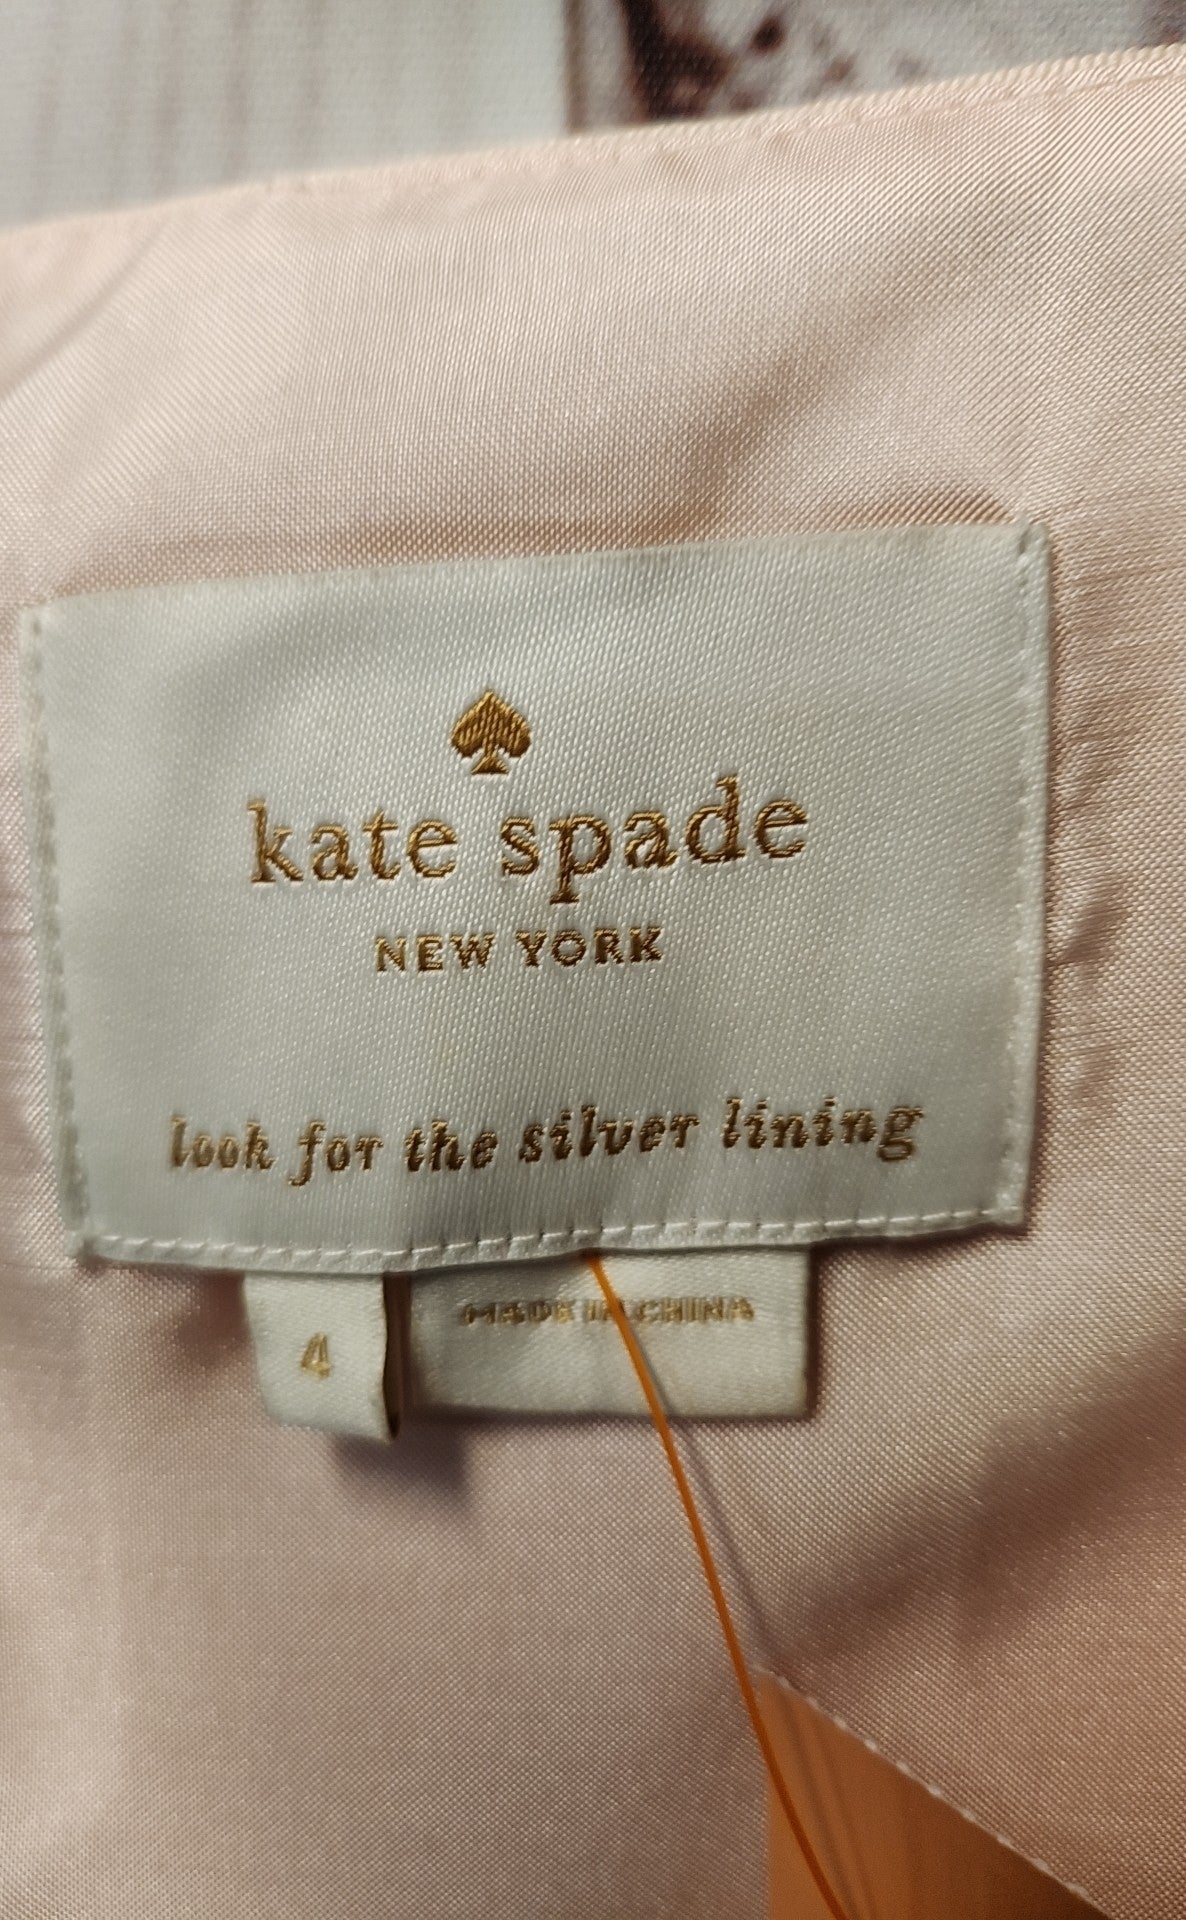 kate spade
NEW YORK
look for the silver lining
4
MADE IN CHINA